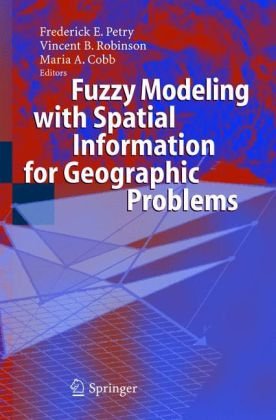 Frederick E. Petry
Vincent B. Robinson
Maria A. Cobb
Editors
Fuzzy Modeling
with Spatial
Information
for Geographic
Problems
Springer